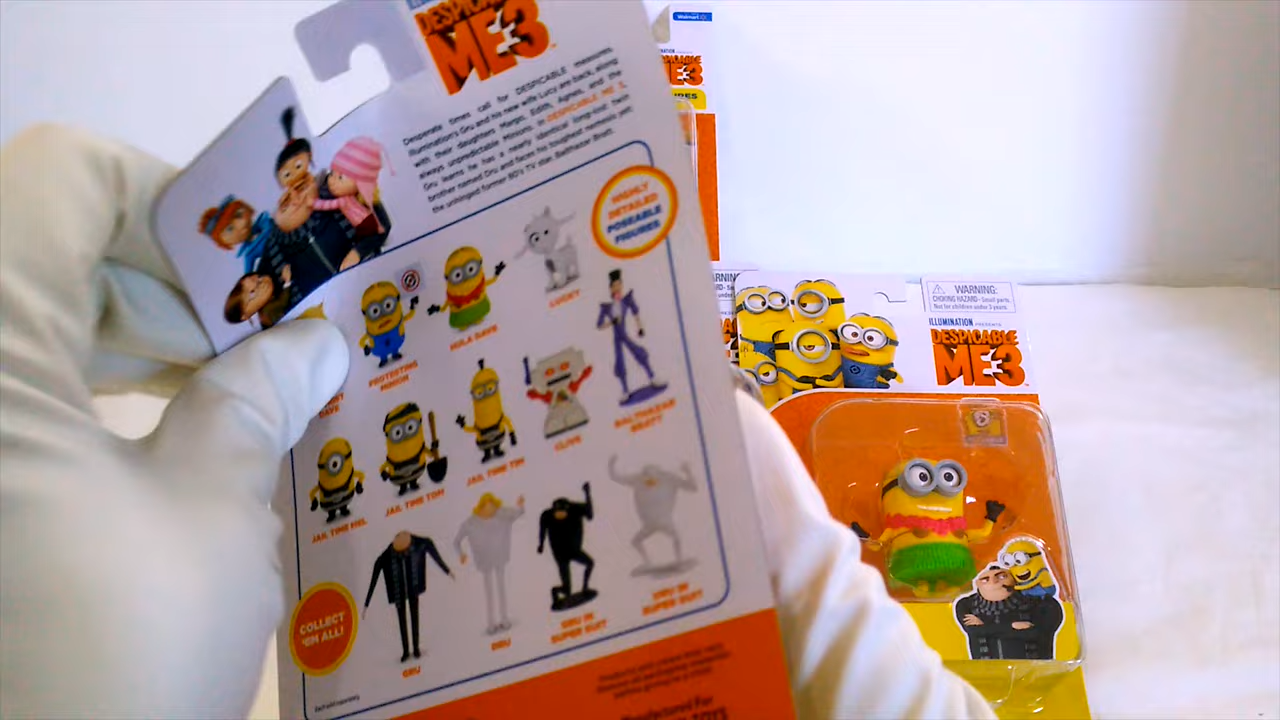 DESPICABLE
ME3
Desperate times call for DESPICABLE measures
Illumination's Gru and his new wife Lucy are back, along
with their daughters Margo, Edith, Agnes, and the
always unpredictable Minions. In DESPICABLE ME 3,
Gru learns he has a nearly identical long-lost twin
brother named Dru and faces his toughest nemesis yet:
the unhinged former 80's TV star, Balthazar Bratt.
HIGHLY
DETAILED
POSEABLE
FIGURES
LUCKY
HULA DAVE
PROTESTING
MINION
DAVE
BALTHAZAR
BRATT
CLIVE
JAIL TIME TIM
JAIL TIME TOM
JAIL TIME MEL
GRU IN
SUPER SUIT
GRU IN
SUPER SUIT
DRU
GRU
COLLECT
'EM ALL!
Walmart
ME3
WARNING:
CHOKING HAZARD - Small parts.
Not for children under 3 years.
ILLUMINATION PRESENTS
DESPICABLE
ME3